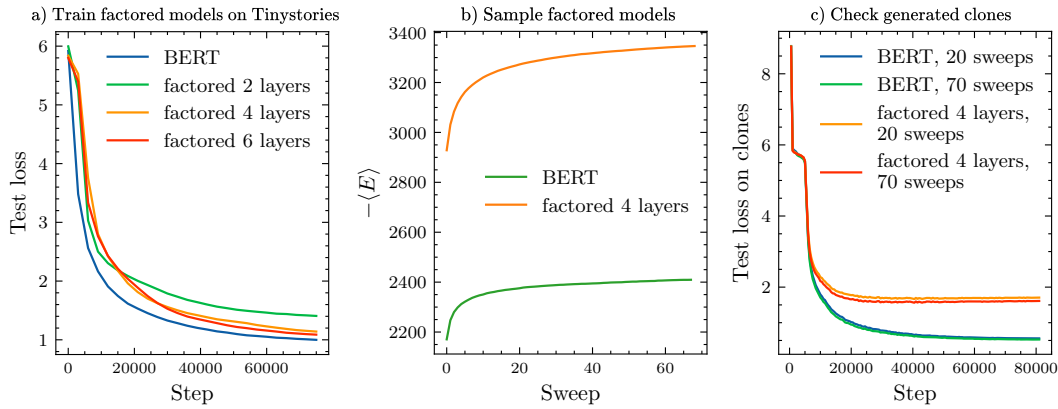 a) Train factored models on Tinystories
BERT
factored 2 layers
factored 4 layers
factored 6 layers
6
5
4
3
2
1
Test loss
0
20000
40000
60000
Step
b) Sample factored models
3400
3200
3000
2800
2600
2400
2200
−⟨E⟩
BERT
factored 4 layers
0
20
40
60
Sweep
c) Check generated clones
BERT, 20 sweeps
BERT, 70 sweeps
factored 4 layers,
20 sweeps
factored 4 layers,
70 sweeps
8
6
4
2
Test loss on clones
0
20000
40000
60000
80000
Step